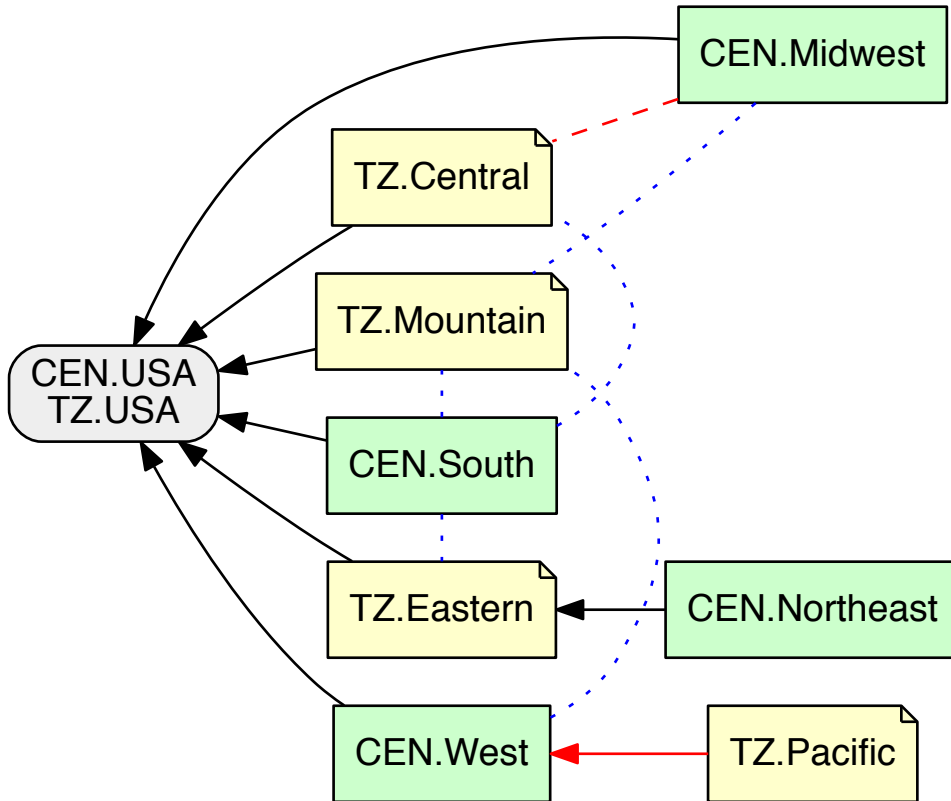 CEN.Midwest
TZ.Central
TZ.Mountain
CEN.USA
TZ.USA
CEN.South
TZ.Eastern
CEN.Northeast
CEN.West
TZ.Pacific